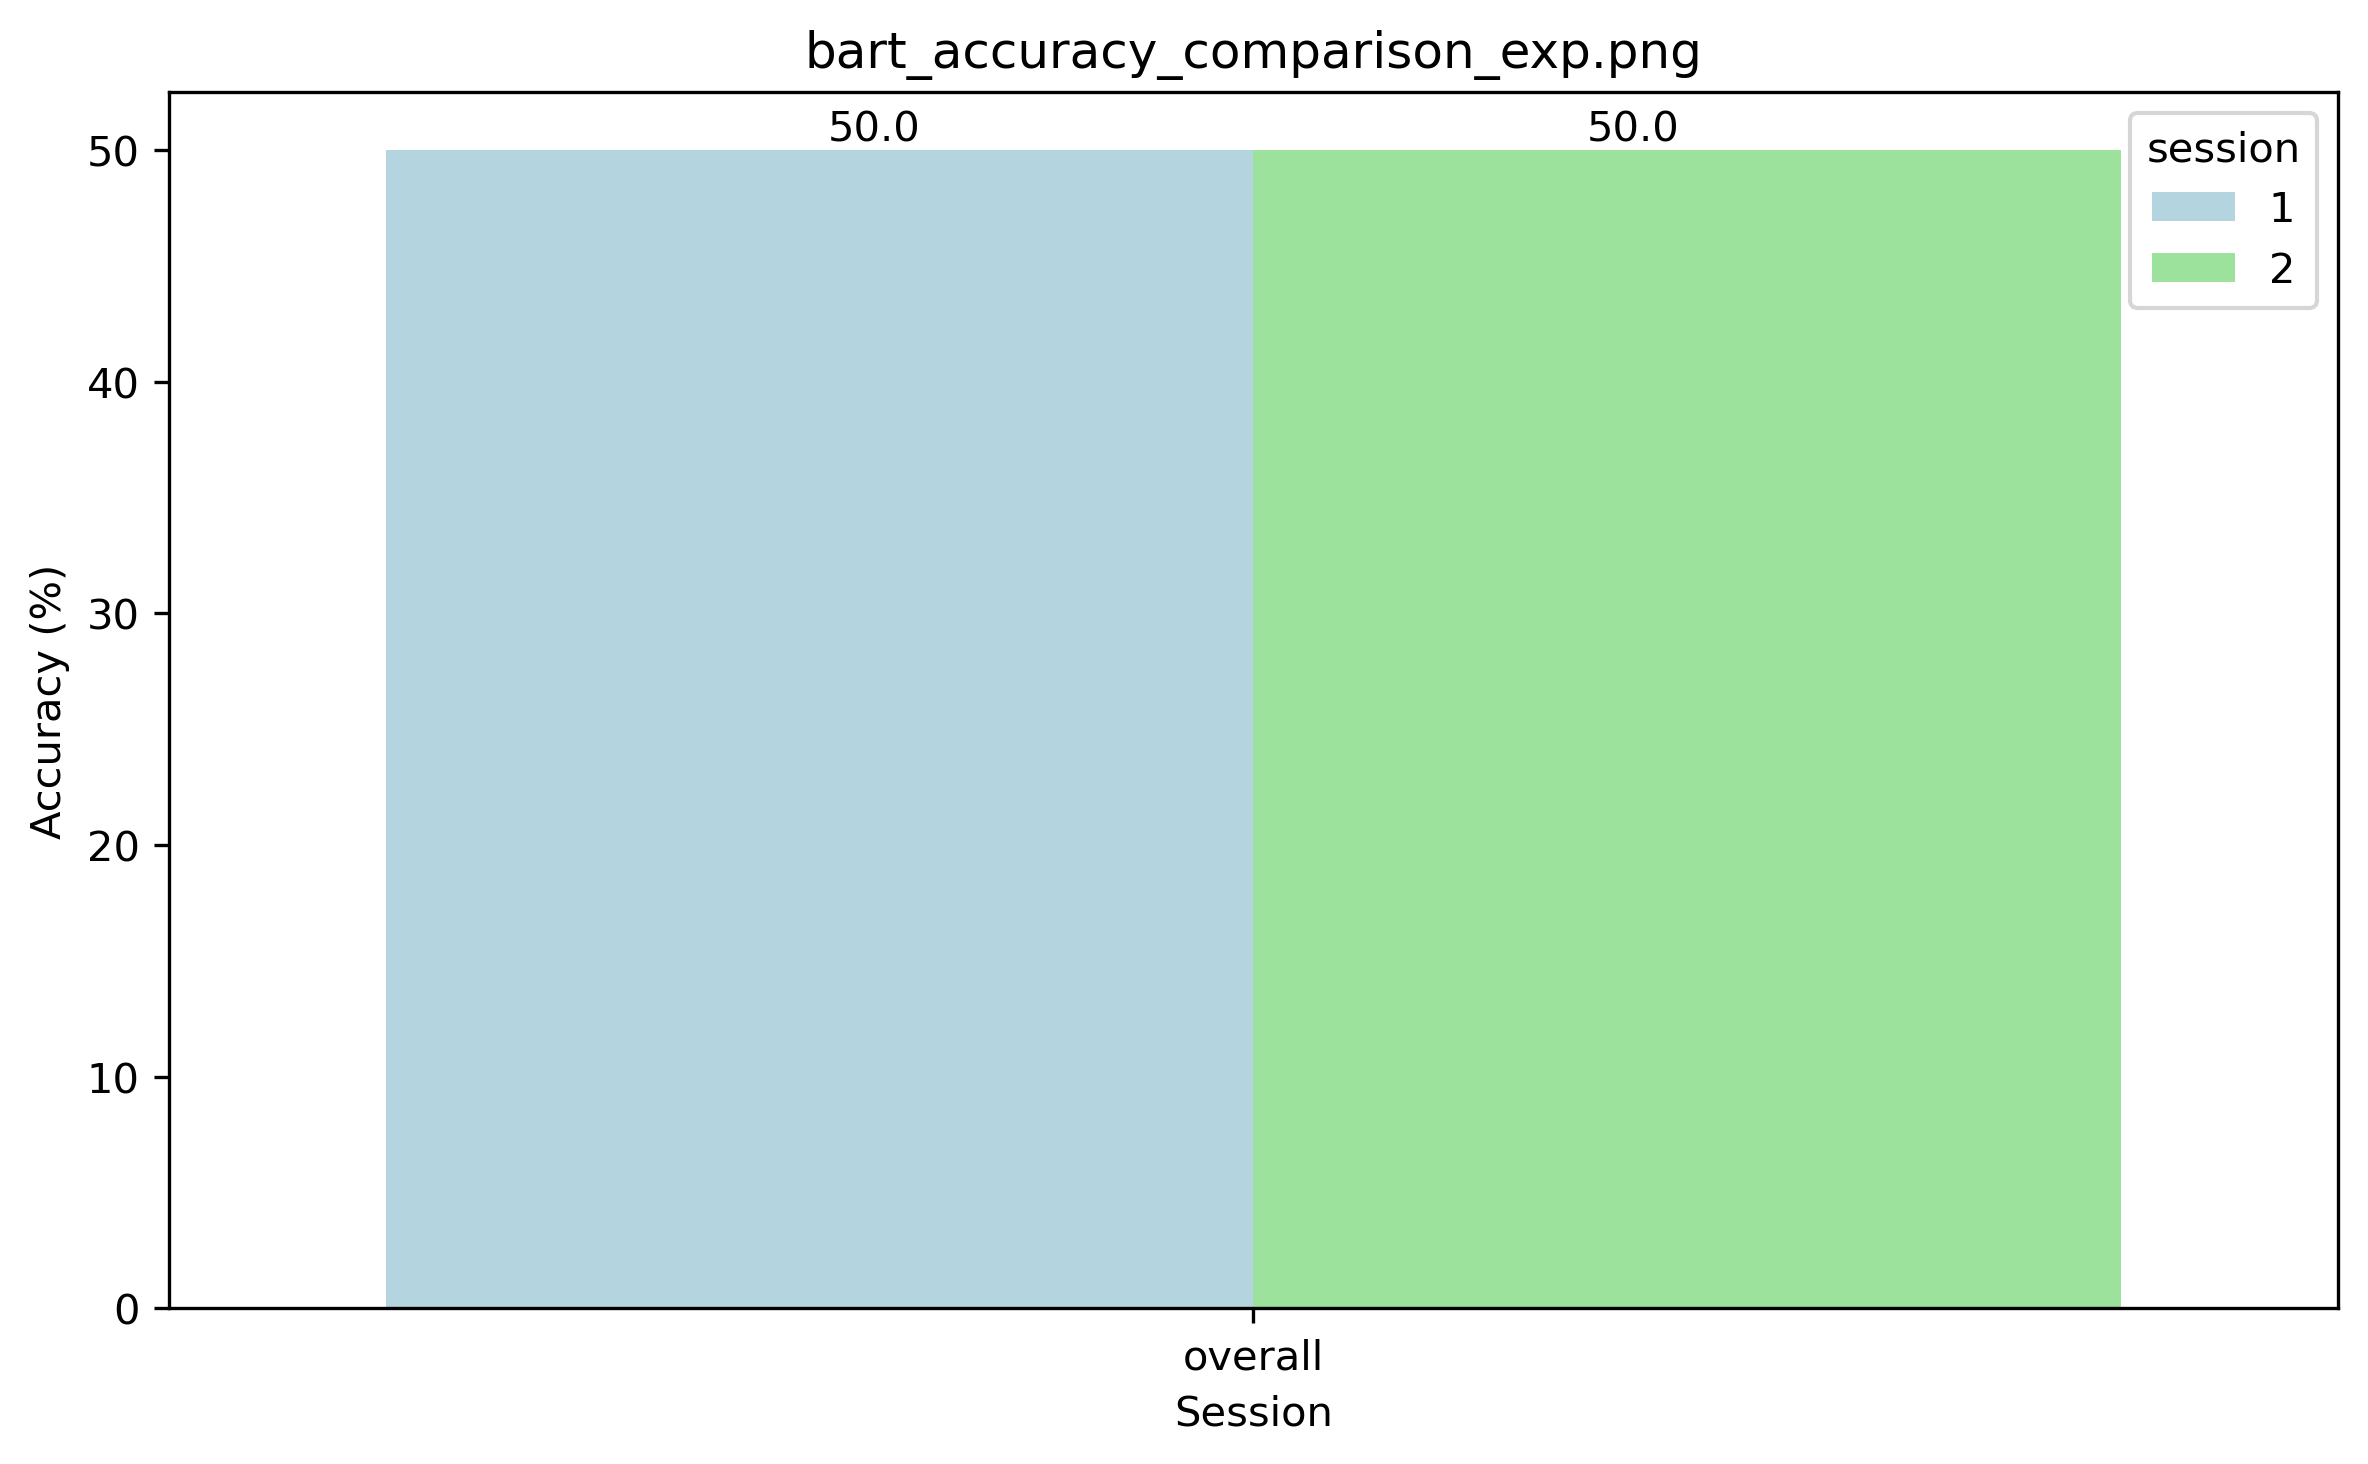 bart_accuracy_comparison_exp.png
50.0 50.0
session
1
2
50
40
30
20
10
0
Accuracy (%)
overall
Session